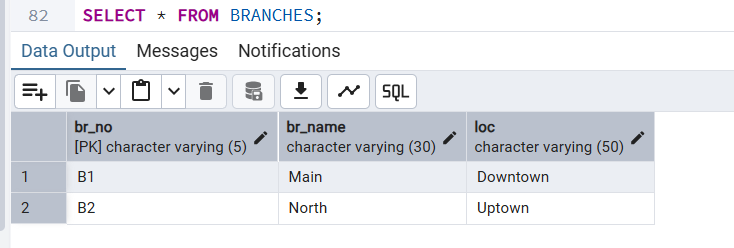 82 SELECT * FROM BRANCHES;
Data Output Messages Notifications
SQL
br_no br_name loc
[PK] character varying (5) character varying (30) character varying (50)
1 B1 Main Downtown
2 B2 North Uptown